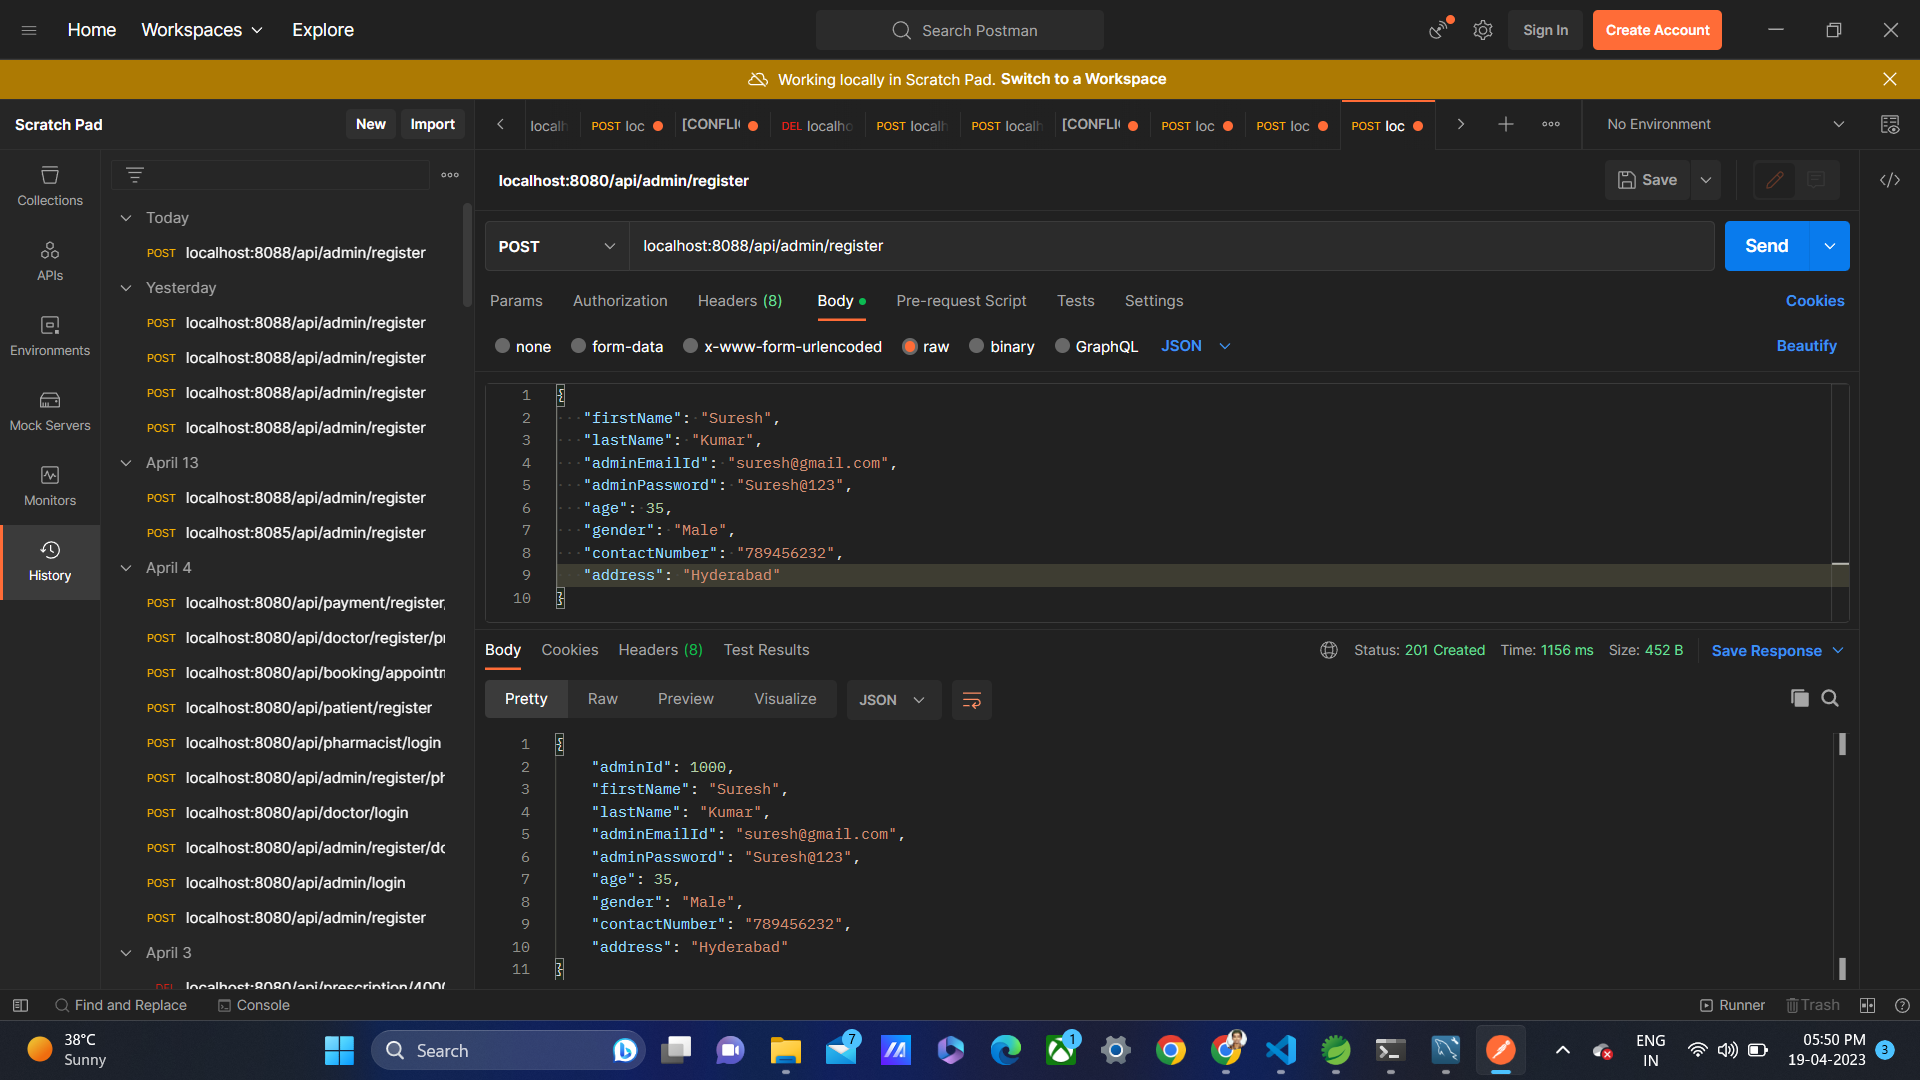 Home Workspaces Explore Search Postman Sign In Create Account
Working locally in Scratch Pad. Switch to a Workspace
Scratch Pad New Import localh POST loc [CONFLI DEL localho POST localh POST localh [CONFLI POST loc POST loc POST loc No Environment
localhost:8080/api/admin/register Save
POST localhost:8088/api/admin/register Send
Params Authorization Headers (8) Body Pre-request Script Tests Settings Cookies
none form-data x-www-form-urlencoded raw binary GraphQL JSON Beautify
Collections
APIs
Environments
Mock Servers
Monitors
History
Today
POST localhost:8088/api/admin/register
Yesterday
POST localhost:8088/api/admin/register
POST localhost:8088/api/admin/register
POST localhost:8088/api/admin/register
POST localhost:8088/api/admin/register
April 13
POST localhost:8088/api/admin/register
POST localhost:8085/api/admin/register
April 4
POST localhost:8080/api/payment/register,
POST localhost:8080/api/doctor/register/pr
POST localhost:8080/api/booking/appointm
POST localhost:8080/api/patient/register
POST localhost:8080/api/pharmacist/login
POST localhost:8080/api/admin/register/ph
POST localhost:8080/api/doctor/login
POST localhost:8080/api/admin/register/do
POST localhost:8080/api/admin/login
POST localhost:8080/api/admin/register
April 3
DEL localhost:8080/api/prescription/400
1 {
2 "firstName": "Suresh",
3 "lastName": "Kumar",
4 "adminEmailId": "suresh@gmail.com",
5 "adminPassword": "Suresh@123",
6 "age": 35,
7 "gender": "Male",
8 "contactNumber": "789456232",
9 "address": "Hyderabad"
10 }
Body Cookies Headers (8) Test Results Status: 201 Created Time: 1156 ms Size: 452 B Save Response
Pretty Raw Preview Visualize JSON
1 {
2 "adminId": 1000,
3 "firstName": "Suresh",
4 "lastName": "Kumar",
5 "adminEmailId": "suresh@gmail.com",
6 "adminPassword": "Suresh@123",
7 "age": 35,
8 "gender": "Male",
9 "contactNumber": "789456232",
10 "address": "Hyderabad"
11 }
Find and Replace Console Runner Trash
38°C
Sunny
Search
7
1
ENG
IN
05:50 PM
19-04-2023
3